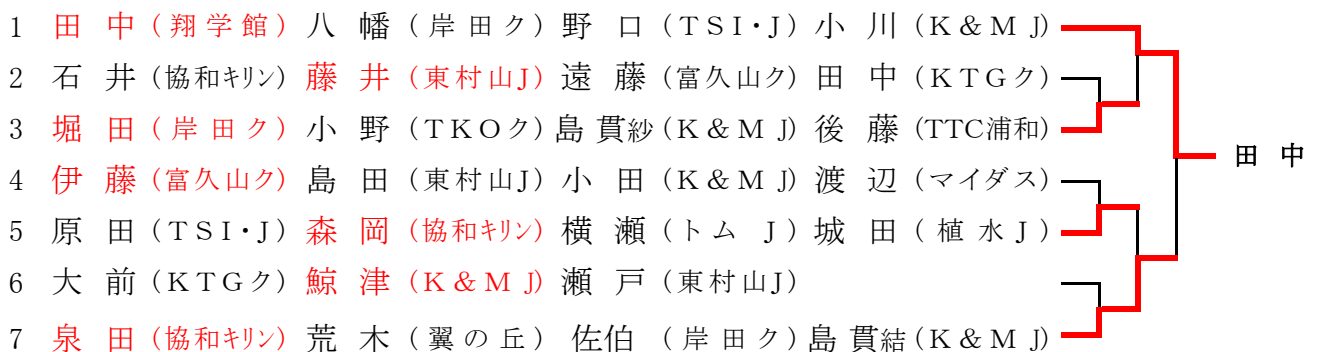 1 田 中 (翔学館) 八 幡 (岸田ク) 野 口 (TSI・J) 小 川 (K&M J)
2 石 井 (協和キリン) 藤 井 (東村山J) 遠 藤 (富久山ク) 田 中 (KTGク)
3 堀 田 (岸田ク) 小 野 (TKOク) 島 貫紗 (K&M J) 後 藤 (TTC浦和)
田 中
4 伊 藤 (富久山ク) 島 田 (東村山J) 小 田 (K&M J) 渡 辺 (マイダス)
5 原 田 (TSI・J) 森 岡 (協和キリン) 横 瀬 (トム J) 城 田 (植水J)
6 大 前 (KTGク) 鯨 津 (K&M J) 瀬 戸 (東村山J)
7 泉 田 (協和キリン) 荒 木 (翼の丘) 佐伯 (岸田ク) 島 貫結 (K&M J)